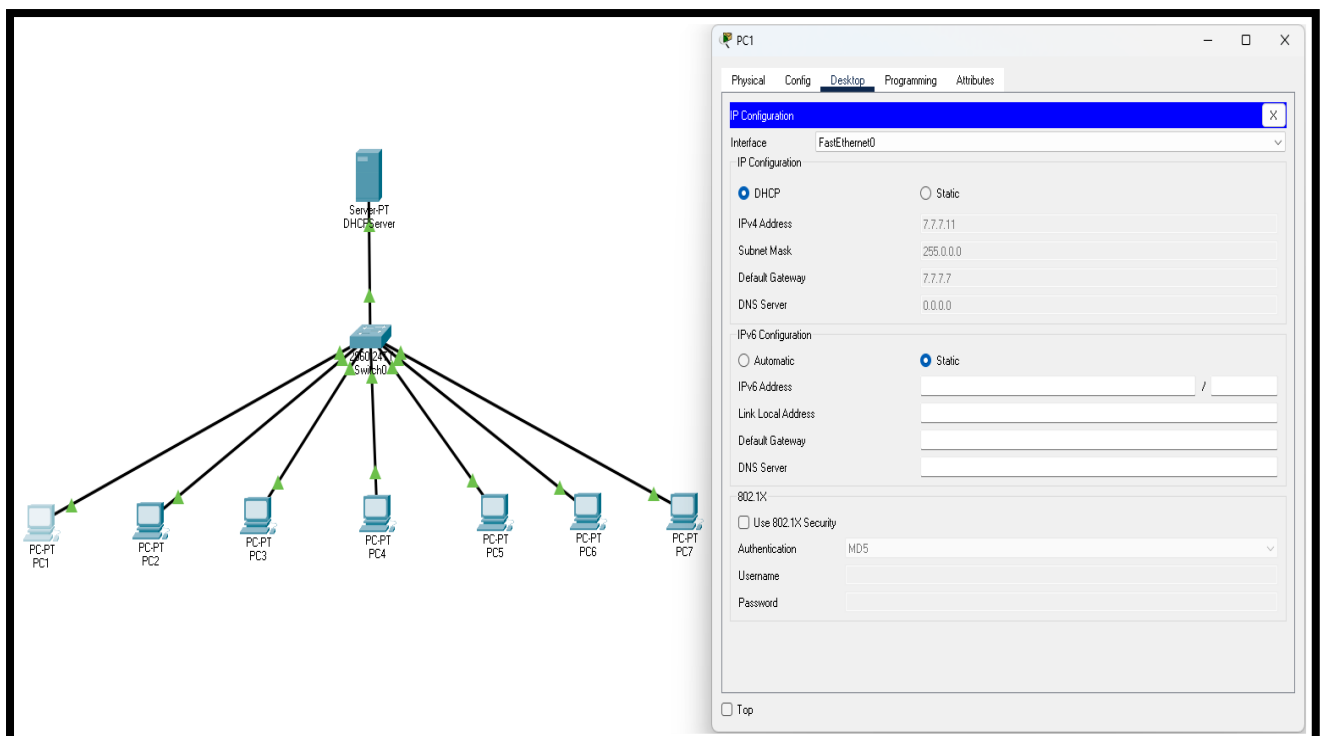 Server-PT
DHCPServer
Switch0
PC-PT
PC1
PC-PT
PC2
PC-PT
PC3
PC-PT
PC4
PC-PT
PC5
PC-PT
PC6
PC-PT
PC7
PC1
Physical Config Desktop Programming Attributes
IP Configuration X
Interface FastEthernet0
IP Configuration
DHCP Static
IPv4 Address 7.7.7.11
Subnet Mask 255.0.0.0
Default Gateway 7.7.7.7
DNS Server 0.0.0.0
IPv6 Configuration
Automatic Static
IPv6 Address /
Link Local Address
Default Gateway
DNS Server
802.1X
Use 802.1X Security
Authentication MD5
Username
Password
Top